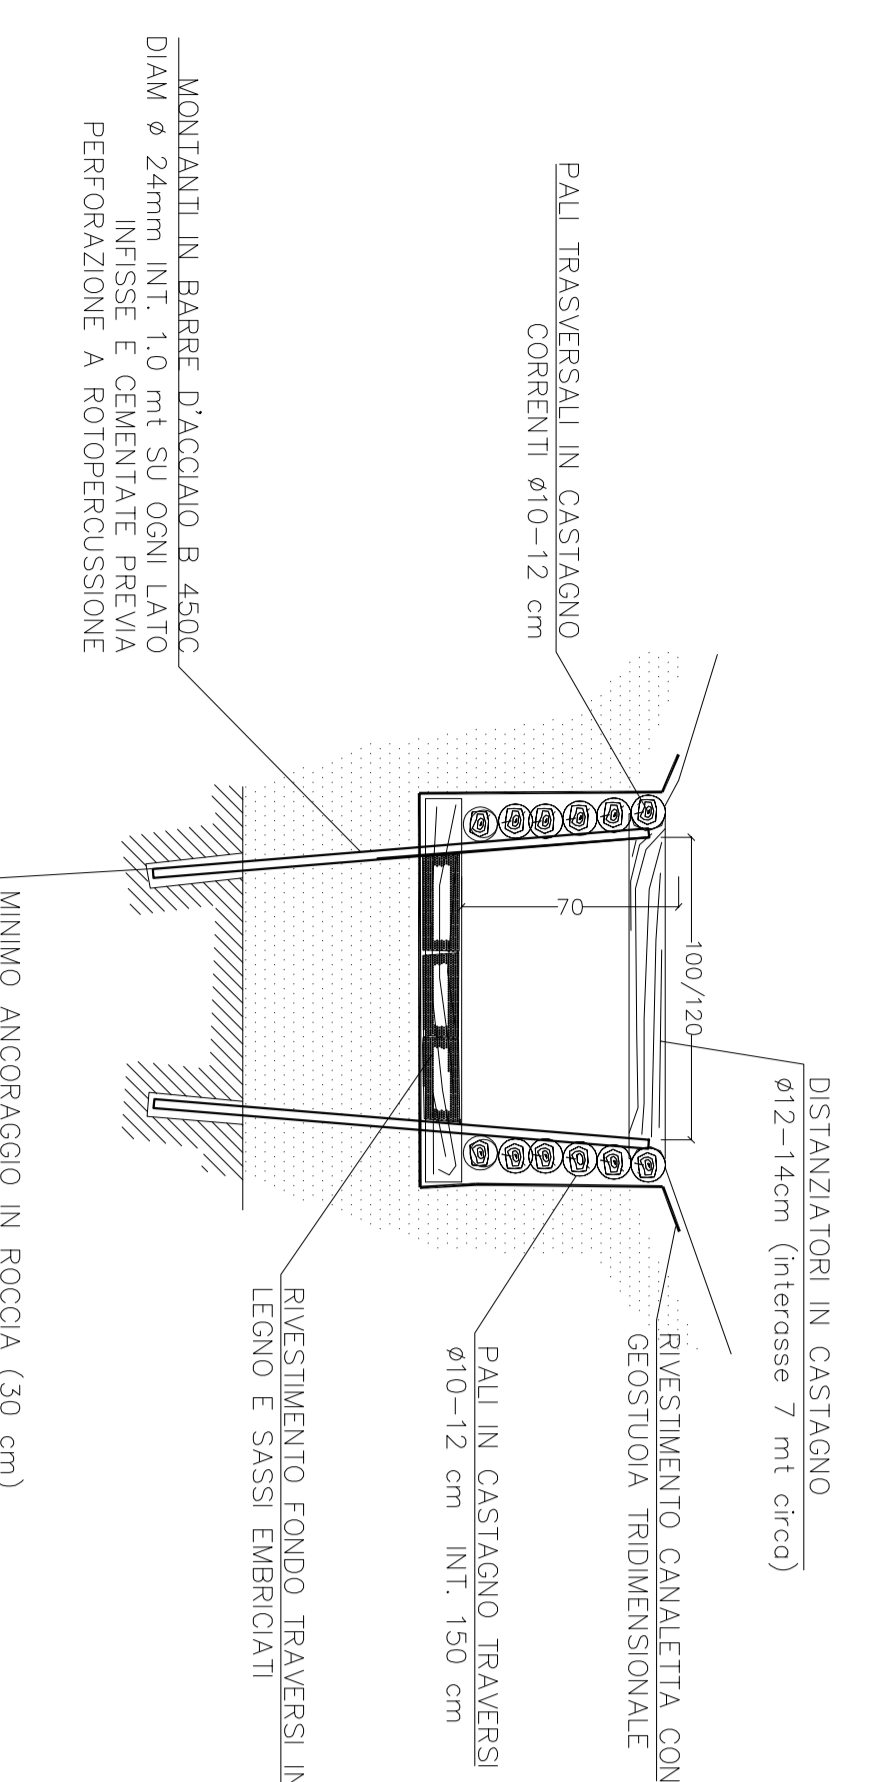 DISTANZIATORI IN CASTAGNO
Ø12-14cm (interasse 7 mt circa)
100/120
RIVESTIMENTO CANALETTA CON
GEOSTUOIA TRIDIMENSIONALE
PALI TRASVERSALI IN CASTAGNO
CORRENTI Ø10-12 cm
70
PALI IN CASTAGNO TRAVERSI
Ø10-12 cm INT. 150 cm
RIVESTIMENTO FONDO TRAVERSI IN
LEGNO E SASSI EMBRICIATI
MONTANTI IN BARRE D'ACCIAIO B 450C
DIAM Ø 24mm INT. 1.0 mt SU OGNI LATO
INFISSE E CEMENTATE PREVIA
PERFORAZIONE A ROTOPERCUSSIONE
MINIMO ANCORAGGIO IN ROCCIA (30 cm)